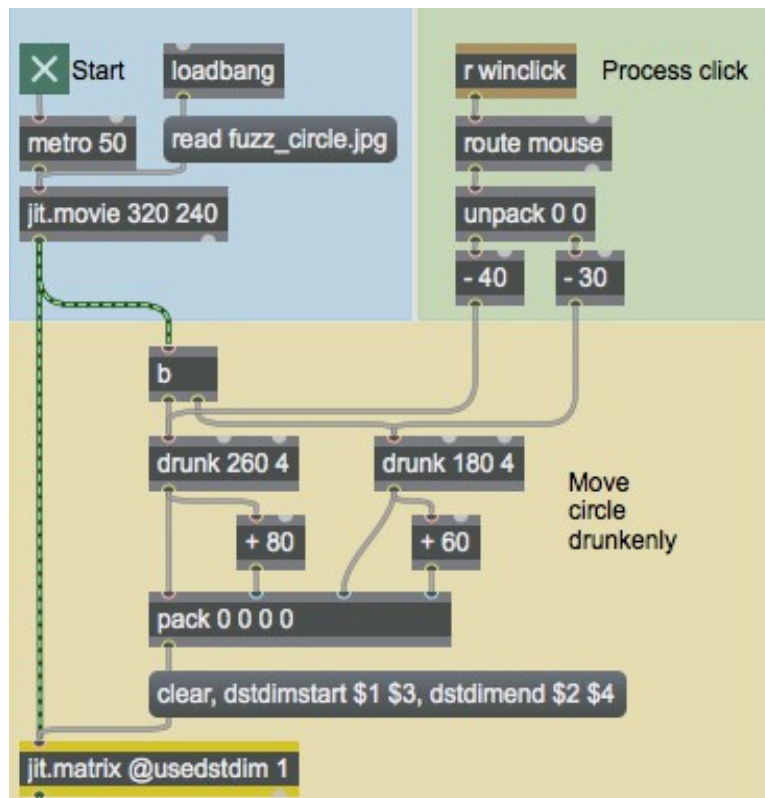 Start
loadbang
r winclick
Process click
metro 50
read fuzz_circle.jpg
route mouse
jit.movie 320 240
unpack 0 0
- 40
- 30
b
drunk 260 4
drunk 180 4
Move
circle
drunkenly
+ 80
+ 60
pack 0 0 0 0
clear, dstdimstart $1 $3, dstdimend $2 $4
jit.matrix @usedstdim 1